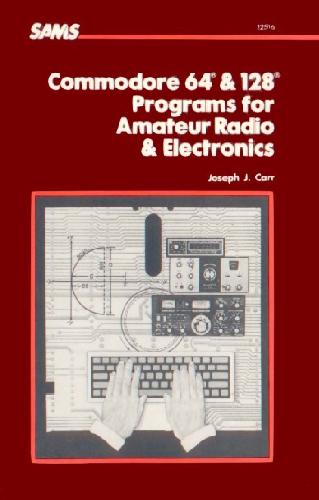 SAMS
Commodore 64® & 128®
Programs for
Amateur Radio
& Electronics
Joseph J. Carr